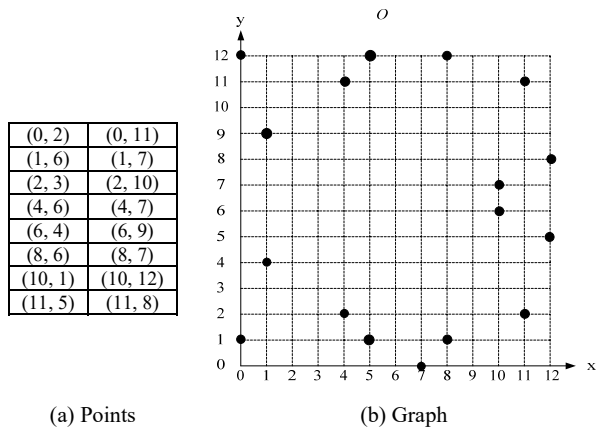 O
y
12
11
10
9
8
7
6
5
4
3
2
1
0
0 1 2 3 4 5 6 7 8 9 10 11 12
x
(0, 2) (0, 11)
(1, 6) (1, 7)
(2, 3) (2, 10)
(4, 6) (4, 7)
(6, 4) (6, 9)
(8, 6) (8, 7)
(10, 1) (10, 12)
(11, 5) (11, 8)
(a) Points
(b) Graph